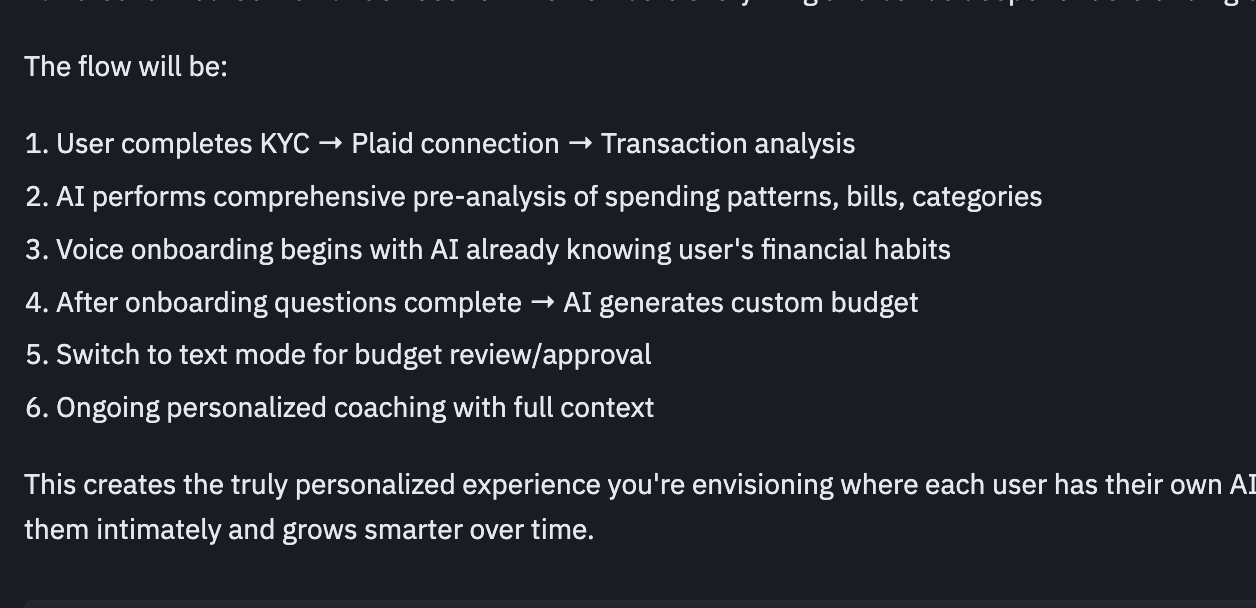 The flow will be:
1. User completes KYC → Plaid connection → Transaction analysis
2. AI performs comprehensive pre-analysis of spending patterns, bills, categories
3. Voice onboarding begins with AI already knowing user's financial habits
4. After onboarding questions complete → AI generates custom budget
5. Switch to text mode for budget review/approval
6. Ongoing personalized coaching with full context
This creates the truly personalized experience you're envisioning where each user has their own AI
them intimately and grows smarter over time.